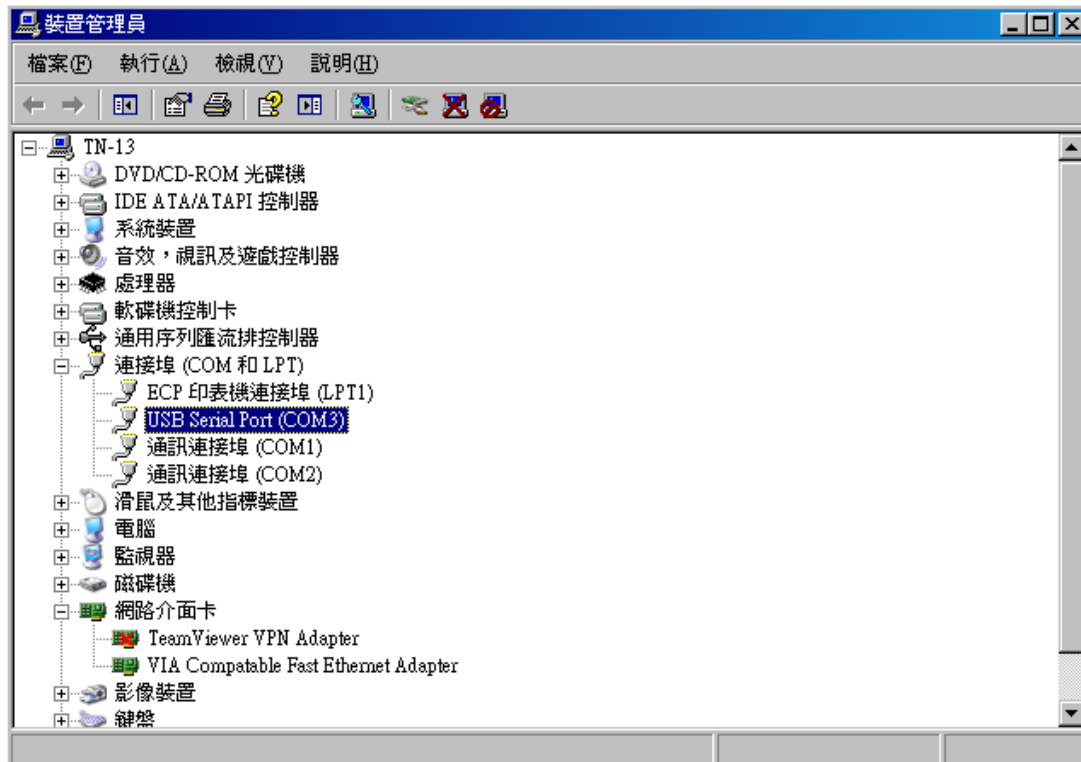 裝置管理員
檔案(F) 執行(A) 檢視(V) 說明(H)
TN-13
DVD/CD-ROM 光碟機
IDE ATA/ATAPI 控制器
系統裝置
音效，視訊及遊戲控制器
處理器
軟碟機控制卡
通用序列匯流排控制器
連接埠 (COM 和 LPT)
ECP 印表機連接埠 (LPT1)
USB Serial Port (COM3)
通訊連接埠 (COM1)
通訊連接埠 (COM2)
滑鼠及其他指標裝置
電腦
監視器
磁碟機
網路介面卡
TeamViewer VPN Adapter
VIA Compatable Fast Ethernet Adapter
影像裝置
鍵盤